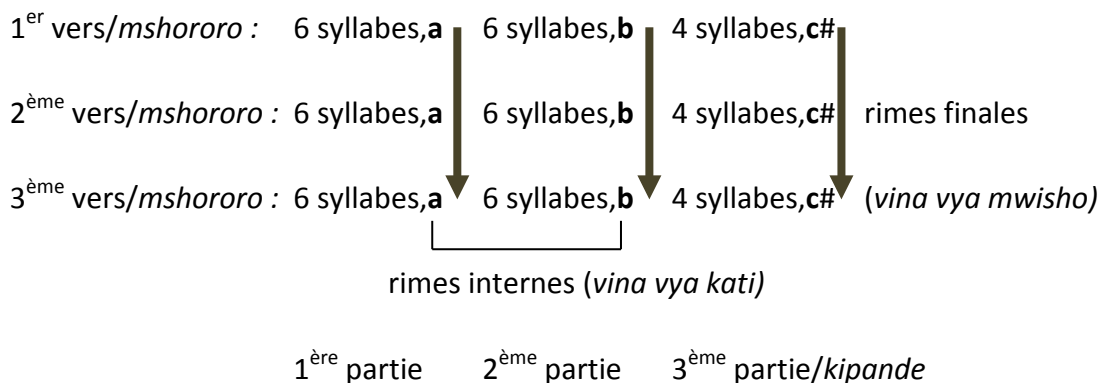 1er vers/mshororo : 6 syllabes,a 6 syllabes,b 4 syllabes,c#
2ème vers/mshororo : 6 syllabes,a 6 syllabes,b 4 syllabes,c# rimes finales
3ème vers/mshororo : 6 syllabes,a 6 syllabes,b 4 syllabes,c# (vina vya mwisho)
rimes internes (vina vya kati)
1ère partie 2ème partie 3ème partie/kipande